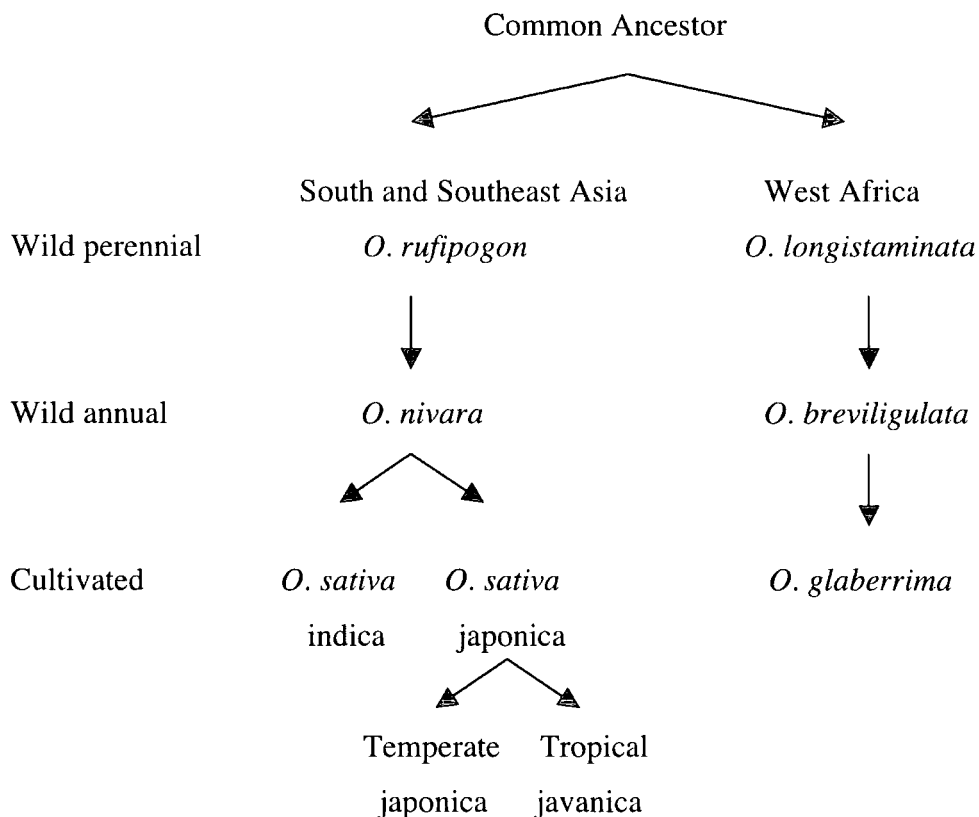 Common Ancestor
South and Southeast Asia West Africa
Wild perennial O. rufipogon O. longistaminata
Wild annual O. nivara O. breviligulata
Cultivated O. sativa O. sativa O. glaberrima
indica japonica
Temperate Tropical
japonica javanica